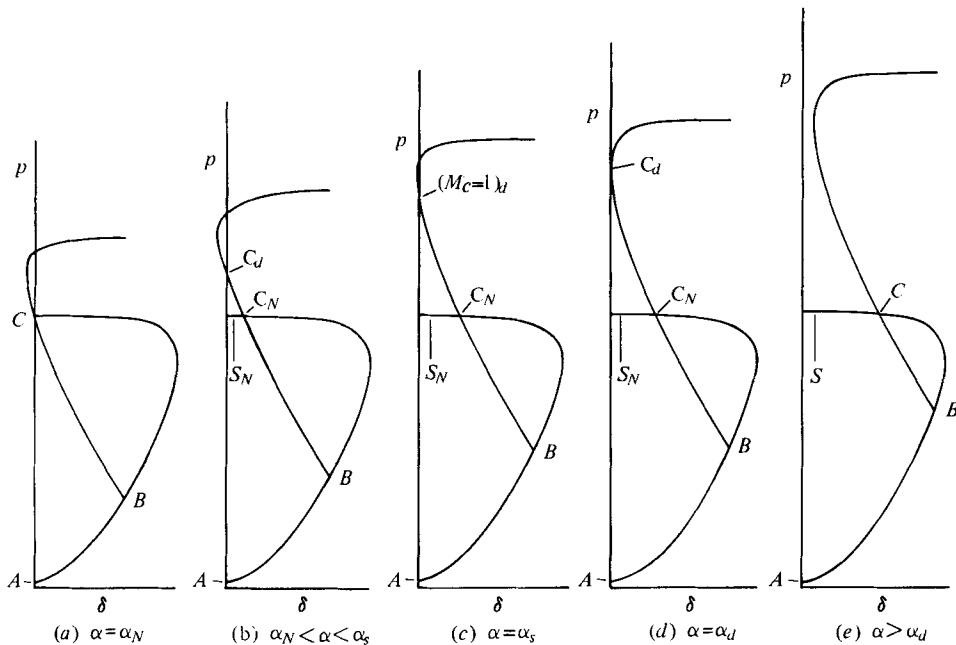 p
C
B
A
δ
(a) α=α_N
p
C_d
C_N
S_N
B
A
δ
(b) α_N<α<α_s
p
(M_C=1)_d
C_N
S_N
B
A
δ
(c) α=α_s
p
C_d
C_N
S_N
B
A
δ
(d) α=α_d
p
C
S
B
A
δ
(e) α>α_d